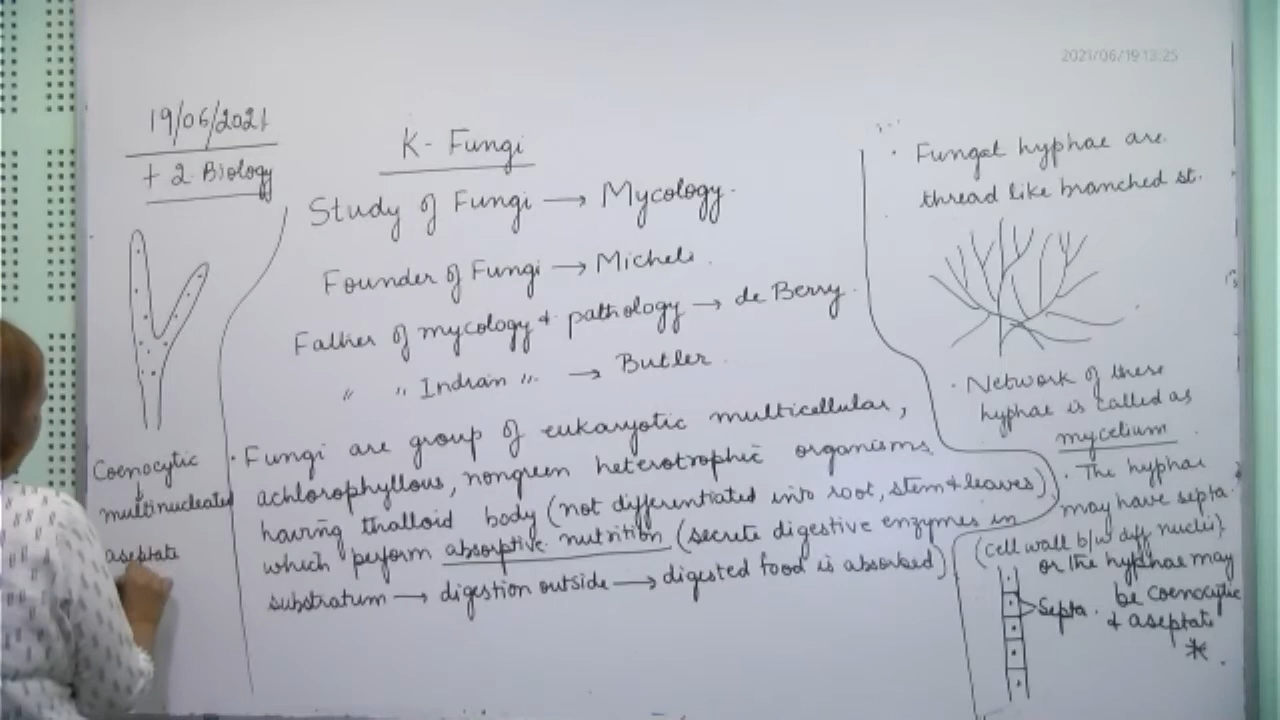 2021/06/19 13:25
19/06/2021
+2 Biology
K- Fungi
Study of Fungi → Mycology.
Founder of Fungi → Micheli.
Father of mycology & pathology → de Berry.
〃 〃 Indian 〃 → Butler.
· Fungi are group of eukaryotic multicellular,
achlorophyllous, nongreen heterotrophic organisms
having thalloid body (not differentiated into root, stem & leaves)
which perform absorptive nutrition (secrete digestive enzymes in
substratum → digestion outside → digested food is absorbed)
Coenocytic
↓
multinucleated
aseptate
· Fungal hyphae are
thread like branched st.
· Network of these
hyphae is called as
mycelium.
· The hyphae
may have septa
(cell wall b/w diff nuclei)
or the hyphae may
be coenocytic
& aseptate
*
Septa.